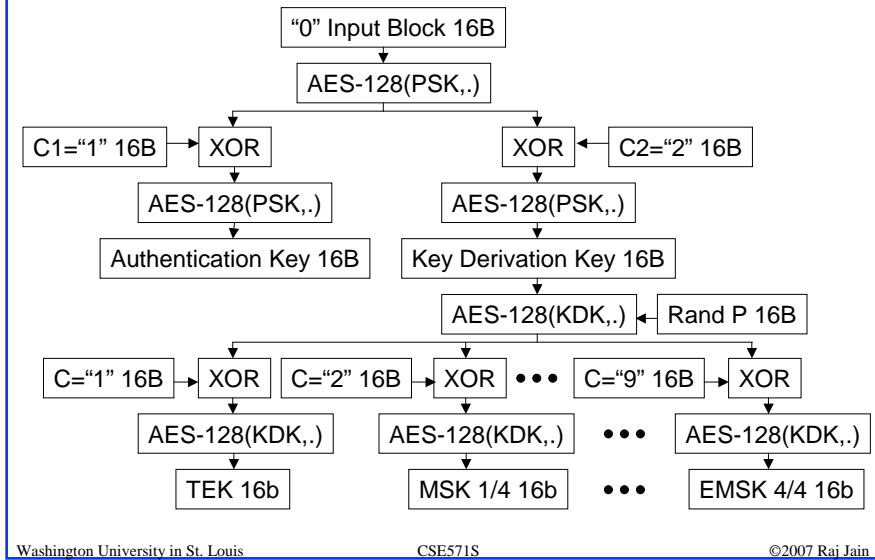 “0” Input Block 16B
AES-128(PSK,.)
C1=“1” 16B XOR XOR C2=“2” 16B
AES-128(PSK,.) AES-128(PSK,.)
Authentication Key 16B Key Derivation Key 16B
AES-128(KDK,.) Rand P 16B
C=“1” 16B XOR C=“2” 16B XOR ••• C=“9” 16B XOR
AES-128(KDK,.) AES-128(KDK,.) ••• AES-128(KDK,.)
TEK 16b MSK 1/4 16b ••• EMSK 4/4 16b
Washington University in St. Louis CSE571S ©2007 Raj Jain